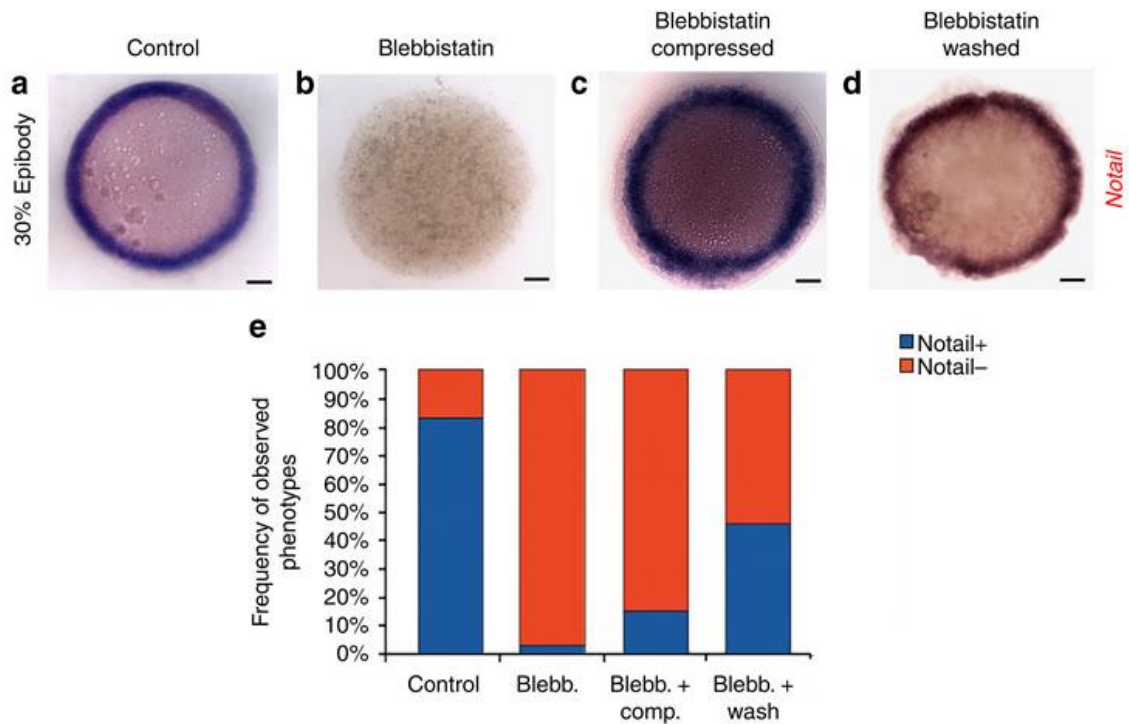 Control
Blebbistatin
Blebbistatin
compressed
Blebbistatin
washed
a
b
c
d
30% Epibody
Notail
e
Notail+
Notail–
Frequency of observed
phenotypes
100%
90%
80%
70%
60%
50%
40%
30%
20%
10%
0%
Control
Blebb.
Blebb. +
comp.
Blebb. +
wash